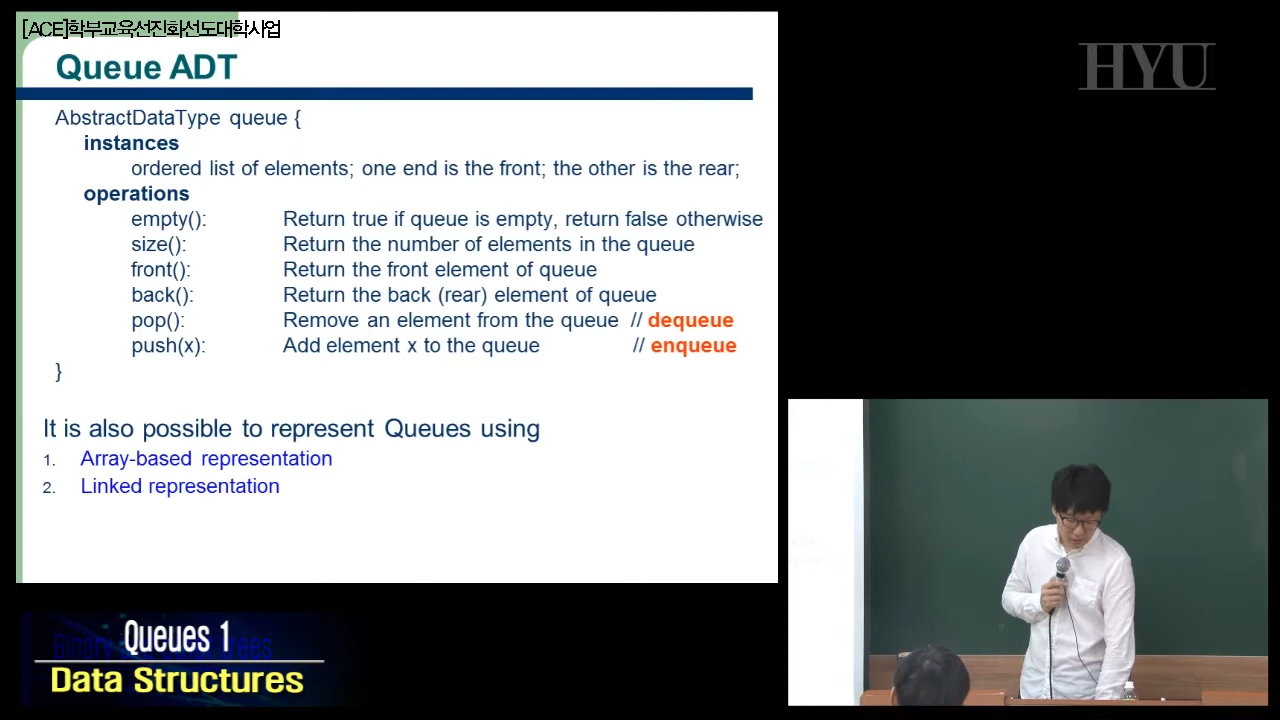 [ACE]학부교육선진화선도대학사업
Queue ADT
HYU
AbstractDataType queue {
instances
ordered list of elements; one end is the front; the other is the rear;
operations
empty(): Return true if queue is empty, return false otherwise
size(): Return the number of elements in the queue
front(): Return the front element of queue
back(): Return the back (rear) element of queue
pop(): Remove an element from the queue // dequeue
push(x): Add element x to the queue // enqueue
}
It is also possible to represent Queues using
1. Array-based representation
2. Linked representation
Queues 1
Data Structures